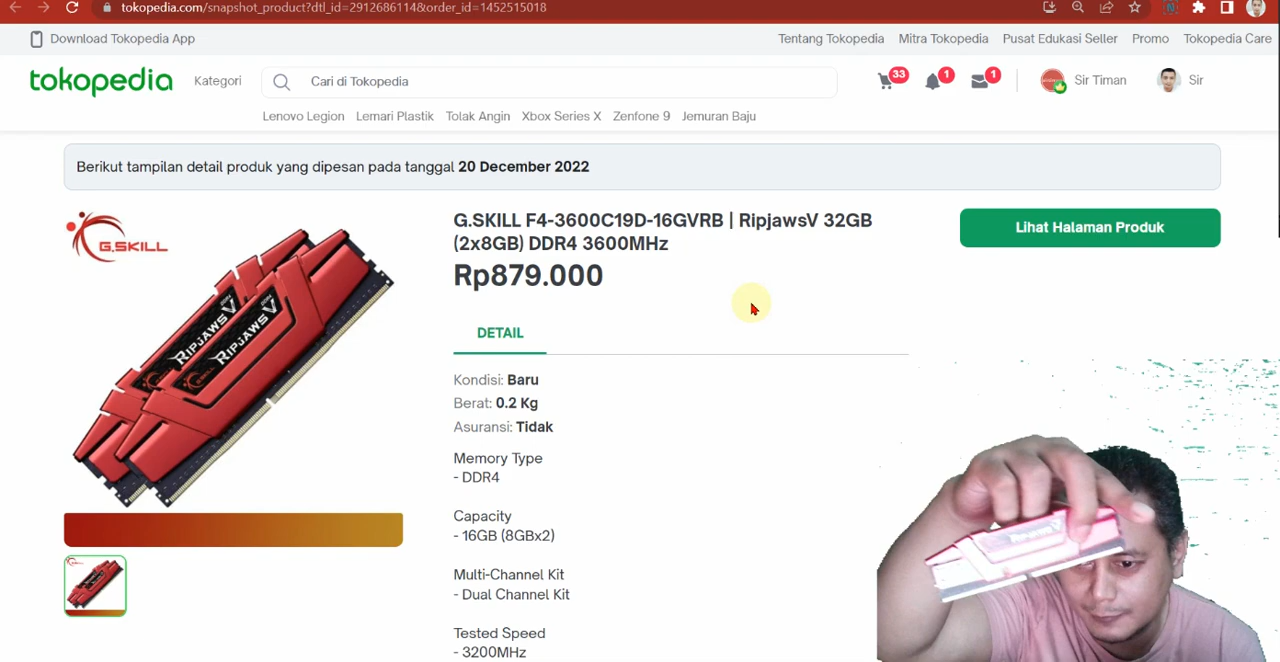 tokopedia.com/snapshot_product?dtl_id=2912686114&order_id=1452515018
Download Tokopedia App
Tentang Tokopedia Mitra Tokopedia Pusat Edukasi Seller Promo Tokopedia Care
tokopedia Kategori Cari di Tokopedia 33 1 1 Sir Timan Sir
Lenovo Legion Lemari Plastik Tolak Angin Xbox Series X Zenfone 9 Jemuran Baju
Berikut tampilan detail produk yang dipesan pada tanggal 20 December 2022
G.SKILL
RIPJAWS V
RIPJAWS V
G.SKILL F4-3600C19D-16GVRB | RipjawsV 32GB
(2x8GB) DDR4 3600MHz
Rp879.000
Lihat Halaman Produk
DETAIL
Kondisi: Baru
Berat: 0.2 Kg
Asuransi: Tidak
Memory Type
- DDR4
Capacity
- 16GB (8GBx2)
Multi-Channel Kit
- Dual Channel Kit
Tested Speed
- 3200MHz